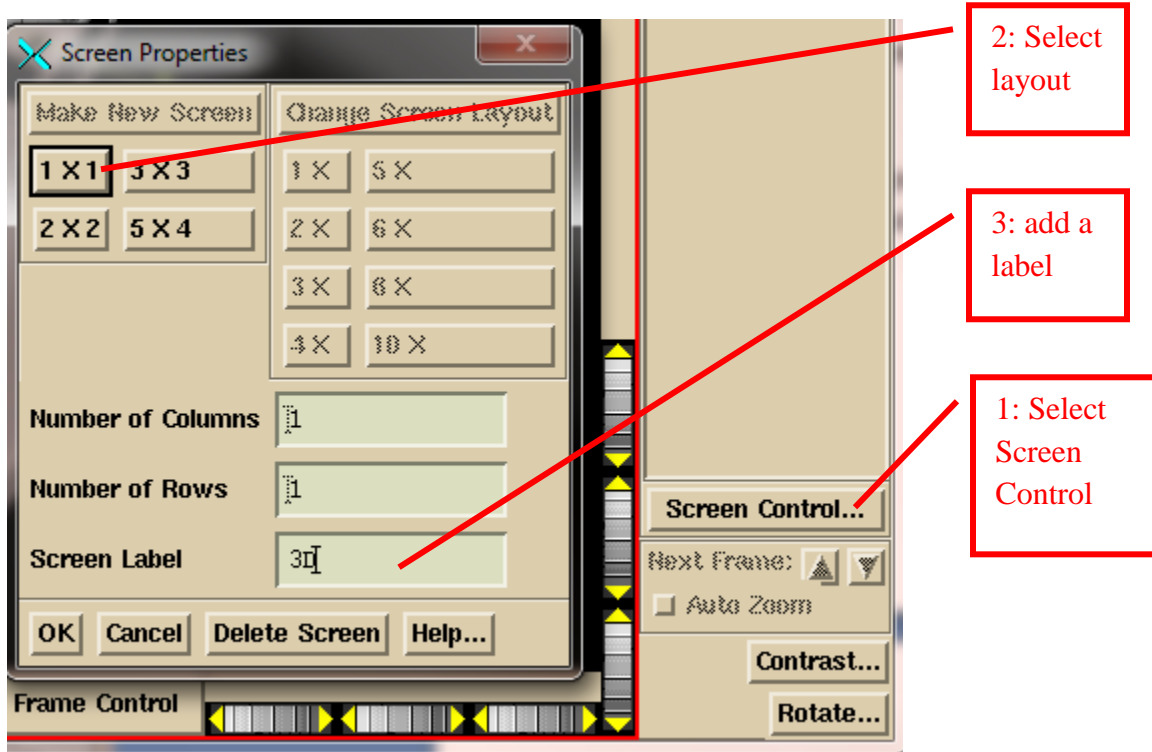 Screen Properties
x
Make New Screen
Change Screen Layout
1 X 1
3 X 3
1 X
5 X
2 X 2
5 X 4
2 X
6 X
3 X
8 X
4 X
10 X
Number of Columns
1
Number of Rows
1
Screen Label
3D
OK
Cancel
Delete Screen
Help...
Frame Control
Screen Control...
Next Frame:
Auto Zoom
Contrast...
Rotate...
2: Select
layout
3: add a
label
1: Select
Screen
Control